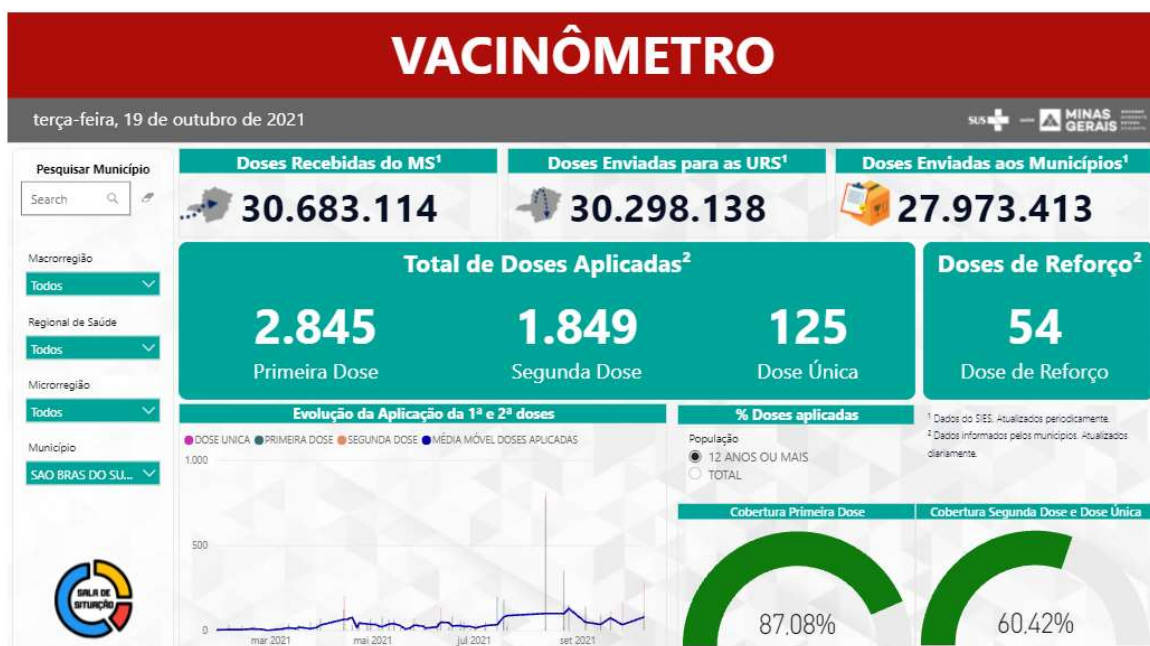 VACINÔMETRO
terça-feira, 19 de outubro de 2021
SUS
MINAS GERAIS
Pesquisar Município
Search
Macrorregião
Todos
Regional de Saúde
Todos
Microrregião
Todos
Município
SAO BRAS DO SU...
SALA DE SITUAÇÃO
Doses Recebidas do MS¹
30.683.114
Doses Enviadas para as URS¹
30.298.138
Doses Enviadas aos Municípios¹
27.973.413
Total de Doses Aplicadas²
2.845
Primeira Dose
1.849
Segunda Dose
125
Dose Única
Doses de Reforço²
54
Dose de Reforço
Evolução da Aplicação da 1ª e 2ª doses
DOSE UNICA PRIMEIRA DOSE SEGUNDA DOSE MÉDIA MÓVEL DOSES APLICADAS
1.000
500
0
mar 2021 mai 2021 jul 2021 set 2021
% Doses aplicadas
População
12 ANOS OU MAIS
TOTAL
¹ Dados do SIES. Atualizados periodicamente.
² Dados informados pelos municípios. Atualizados
diariamente.
Cobertura Primeira Dose
87,08%
Cobertura Segunda Dose e Dose Única
60,42%